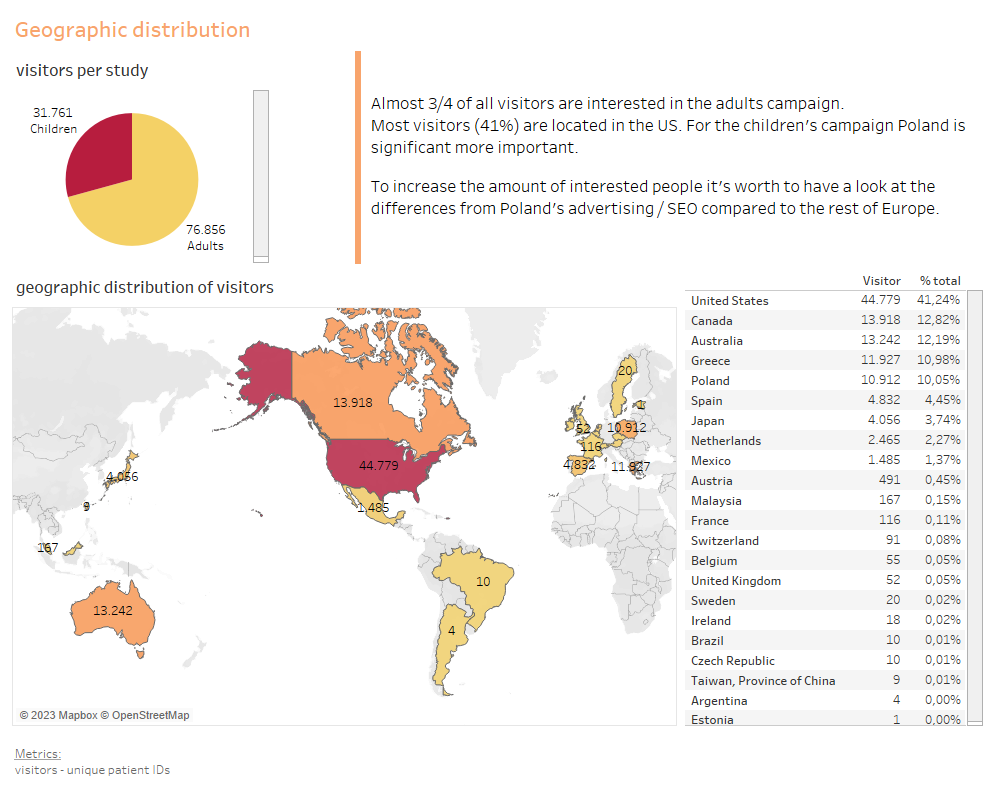 Geographic distribution
visitors per study
31.761
Children
76.856
Adults
Almost 3/4 of all visitors are interested in the adults campaign.
Most visitors (41%) are located in the US. For the children's campaign Poland is
significant more important.
To increase the amount of interested people it's worth to have a look at the
differences from Poland's advertising / SEO compared to the rest of Europe.
geographic distribution of visitors
13.918
44.779
1.485
4.056
9
167
13.242
10
4
20
1
52
10.912
116
4.832
11.927
© 2023 Mapbox © OpenStreetMap
Visitor % total
United States 44.779 41,24%
Canada 13.918 12,82%
Australia 13.242 12,19%
Greece 11.927 10,98%
Poland 10.912 10,05%
Spain 4.832 4,45%
Japan 4.056 3,74%
Netherlands 2.465 2,27%
Mexico 1.485 1,37%
Austria 491 0,45%
Malaysia 167 0,15%
France 116 0,11%
Switzerland 91 0,08%
Belgium 55 0,05%
United Kingdom 52 0,05%
Sweden 20 0,02%
Ireland 18 0,02%
Brazil 10 0,01%
Czech Republic 10 0,01%
Taiwan, Province of China 9 0,01%
Argentina 4 0,00%
Estonia 1 0,00%
Metrics:
visitors - unique patient IDs